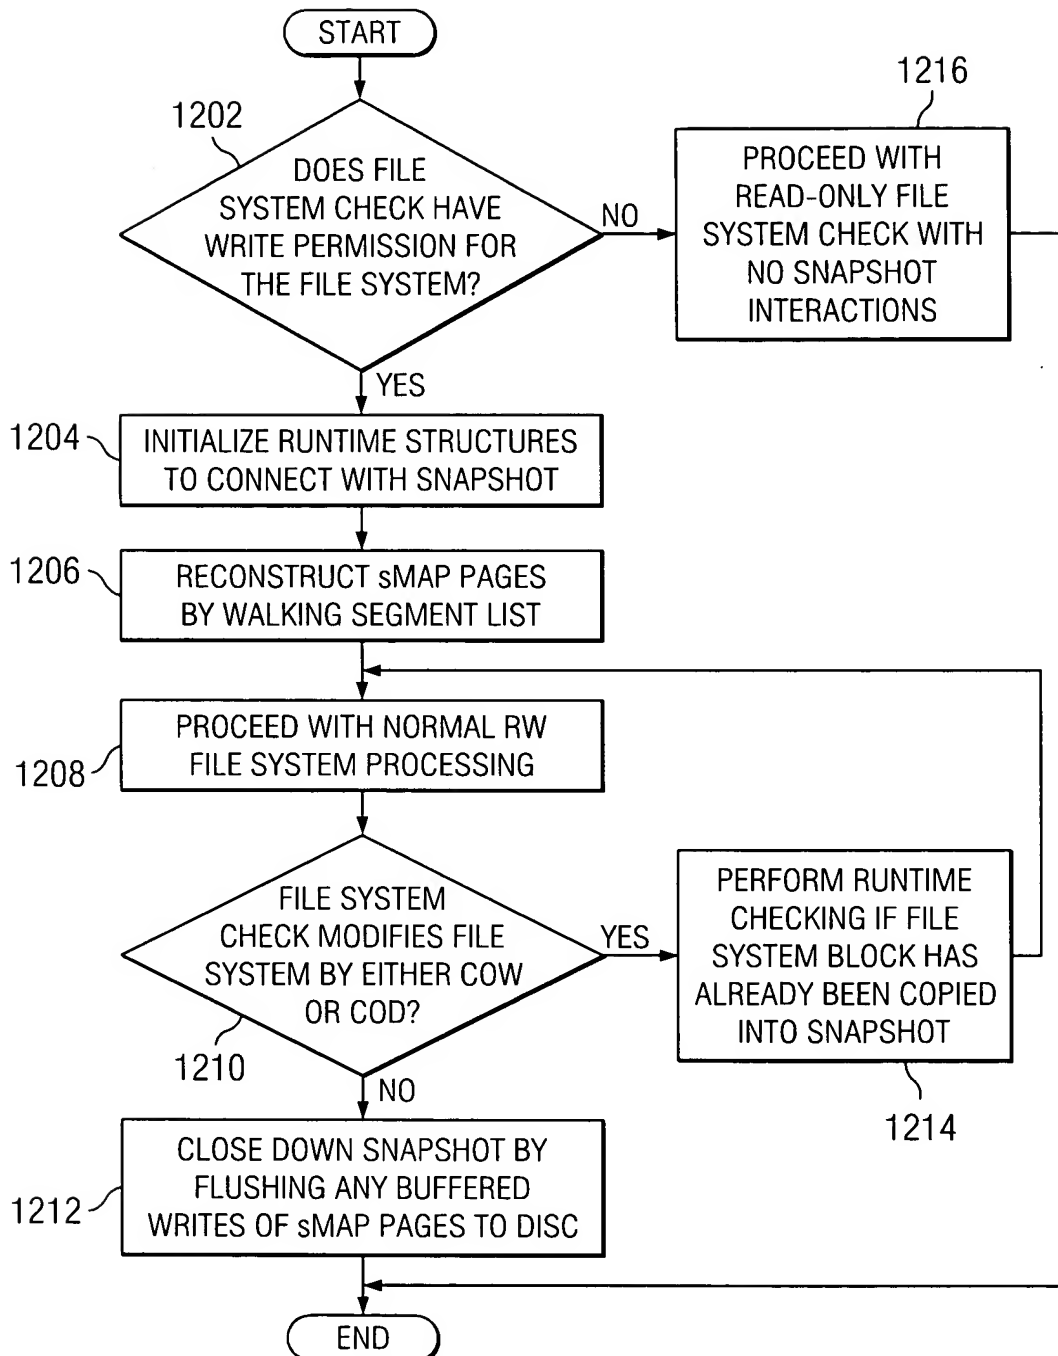 START
1202
DOES FILE
SYSTEM CHECK HAVE
WRITE PERMISSION FOR
THE FILE SYSTEM?
NO
1216
PROCEED WITH
READ-ONLY FILE
SYSTEM CHECK WITH
NO SNAPSHOT
INTERACTIONS
YES
1204
INITIALIZE RUNTIME STRUCTURES
TO CONNECT WITH SNAPSHOT
1206
RECONSTRUCT sMAP PAGES
BY WALKING SEGMENT LIST
1208
PROCEED WITH NORMAL RW
FILE SYSTEM PROCESSING
FILE SYSTEM
CHECK MODIFIES FILE
SYSTEM BY EITHER COW
OR COD?
1210
YES
PERFORM RUNTIME
CHECKING IF FILE
SYSTEM BLOCK HAS
ALREADY BEEN COPIED
INTO SNAPSHOT
1214
NO
1212
CLOSE DOWN SNAPSHOT BY
FLUSHING ANY BUFFERED
WRITES OF sMAP PAGES TO DISC
END